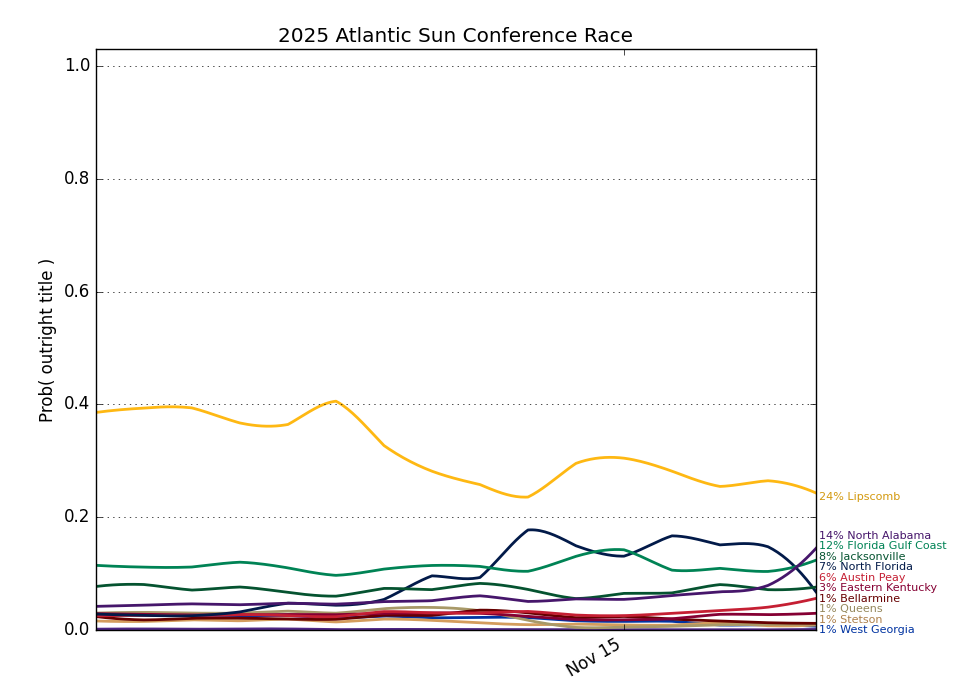 2025 Atlantic Sun Conference Race
1.0
0.8
0.6
0.4
0.2
0.0
Prob( outright title )
Nov 15
24% Lipscomb
14% North Alabama
12% Florida Gulf Coast
8% Jacksonville
7% North Florida
6% Austin Peay
3% Eastern Kentucky
1% Bellarmine
1% Queens
1% Stetson
1% West Georgia